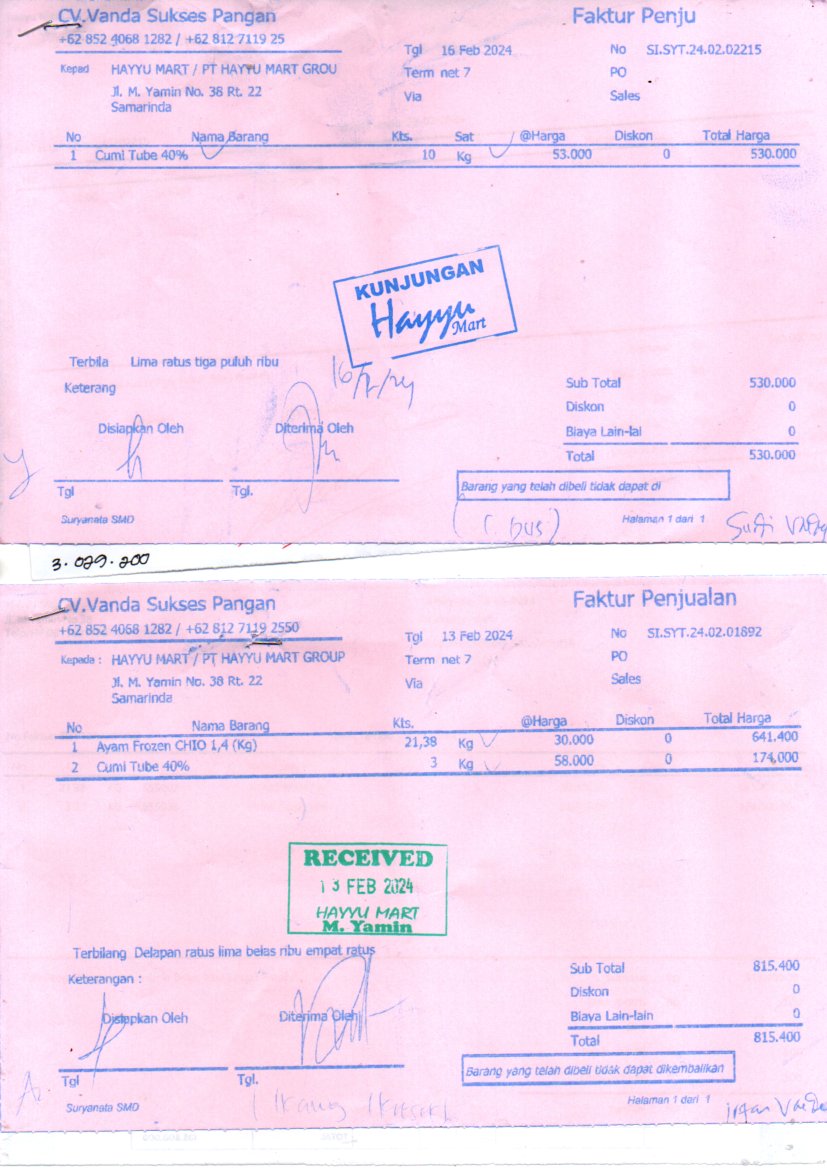 CV.Vanda Sukses Pangan
Faktur Penju
+62 852 4068 1282 / +62 812 7119 25
Tgl 16 Feb 2024
No SI.SYT.24.02.02215
Kepad HAYYU MART / PT HAYYU MART GROU
Term net 7
PO
Jl. M. Yamin No. 38 Rt. 22
Via
Sales
Samarinda
No Nama Barang Kts. Sat @Harga Diskon Total Harga
1 Cumi Tube 40% 10 Kg 53.000 0 530.000
KUNJUNGAN
Hayyu
Mart
Terbila Lima ratus tiga puluh ribu
16/2/24
Keterang
Sub Total 530.000
Diskon 0
Disiapkan Oleh
Diterima Oleh
Biaya Lain-lai 0
Total 530.000
Barang yang telah dibeli tidak dapat di
Tgl
Tgl.
Suryanata SMD
Halaman 1 dari 1
3.029.200
CV.Vanda Sukses Pangan
Faktur Penjualan
+62 852 4068 1282 / +62 812 7119 2550
Tgl 13 Feb 2024
No SI.SYT.24.02.01892
Kepada : HAYYU MART / PT HAYYU MART GROUP
Term net 7
PO
Jl. M. Yamin No. 38 Rt. 22
Via
Sales
Samarinda
No Nama Barang Kts. @Harga Diskon Total Harga
1 Ayam Frozen CHIO 1,4 (Kg) 21,38 Kg 30.000 0 641.400
2 Cumi Tube 40% 3 Kg 58.000 0 174,000
RECEIVED
13 FEB 2024
HAYYU MART
M. Yamin
Terbilang Delapan ratus lima belas ribu empat ratus
Keterangan :
Sub Total 815.400
Diskon 0
Disiapkan Oleh
Diterima Oleh
Biaya Lain-lain 0
Total 815.400
Barang yang telah dibeli tidak dapat dikembalikan
Tgl
Tgl.
Suryanata SMD
Halaman 1 dari 1